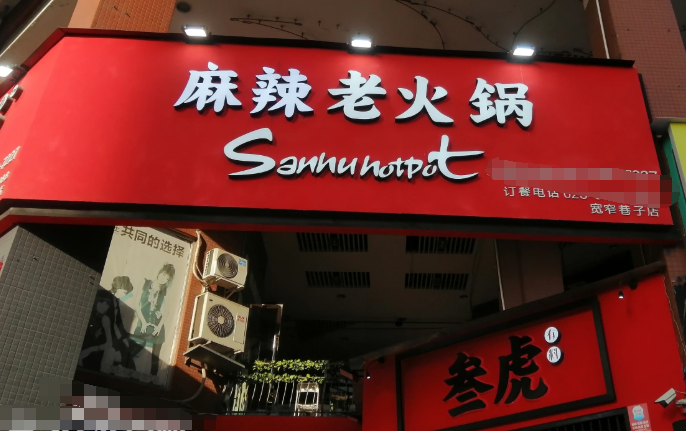 麻辣老火锅
Sanhu hotpot
订餐电话 028
宽窄巷子店
共同的选择
叁虎